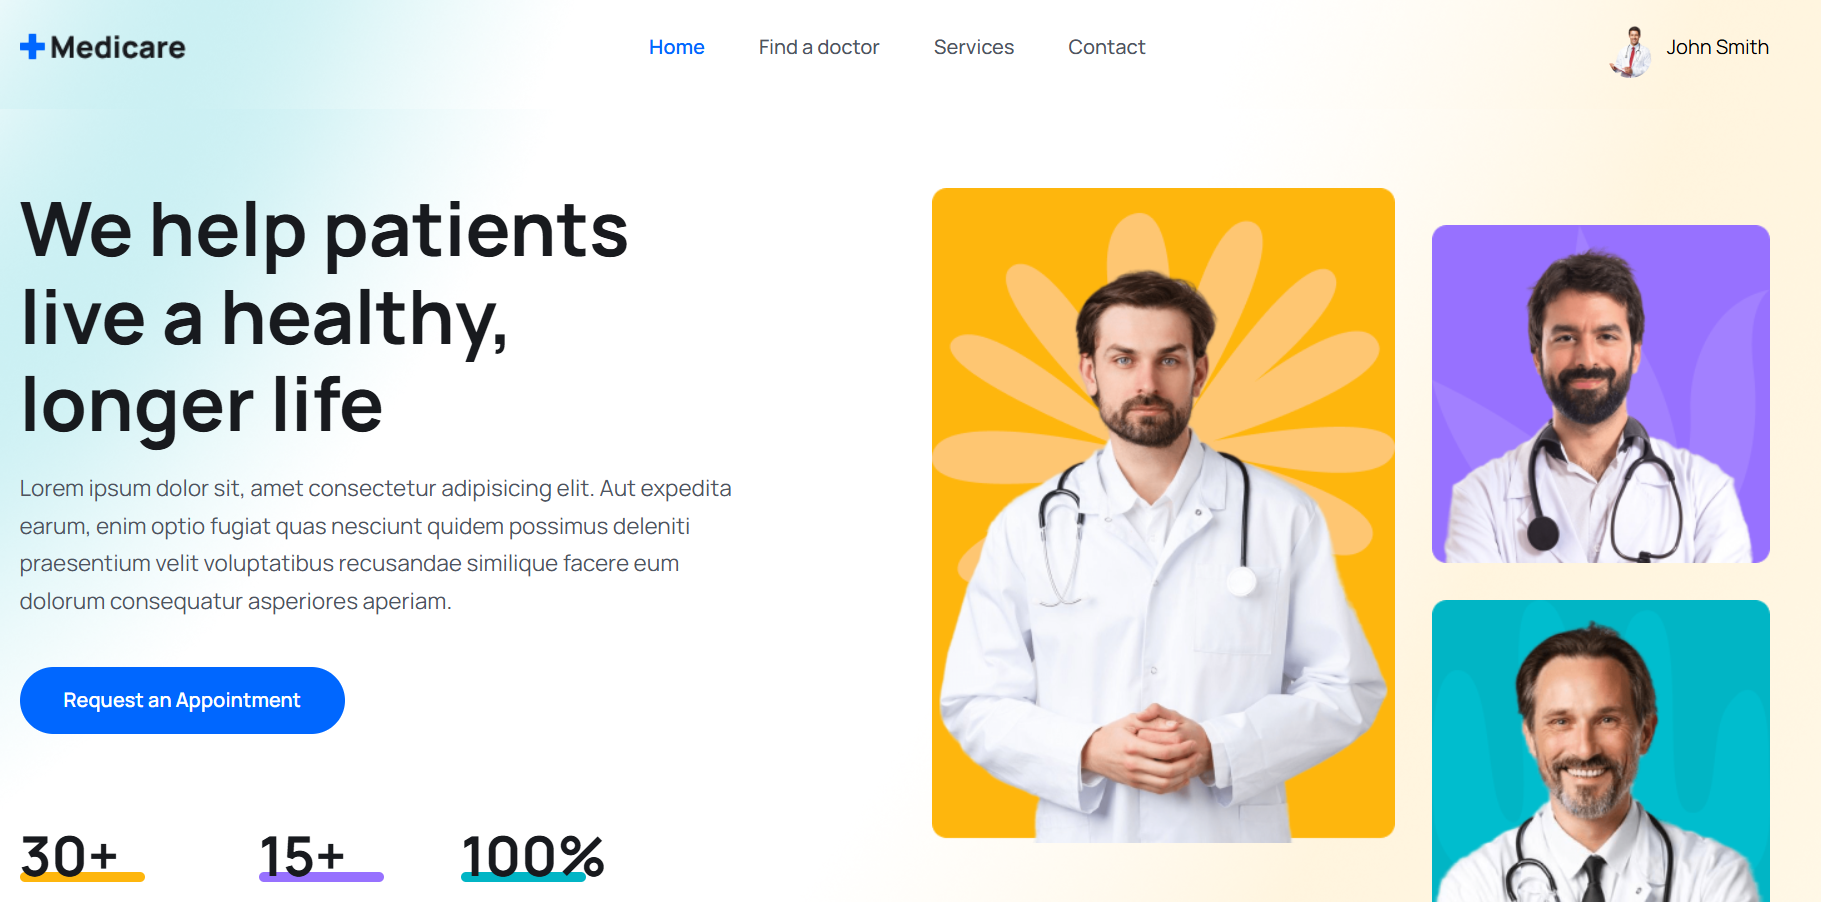 Medicare
Home
Find a doctor
Services
Contact
John Smith
We help patients
live a healthy,
longer life
Lorem ipsum dolor sit, amet consectetur adipisicing elit. Aut expedita
earum, enim optio fugiat quas nesciunt quidem possimus deleniti
praesentium velit voluptatibus recusandae similique facere eum
dolorum consequatur asperiores aperiam.
Request an Appointment
30+
15+
100%